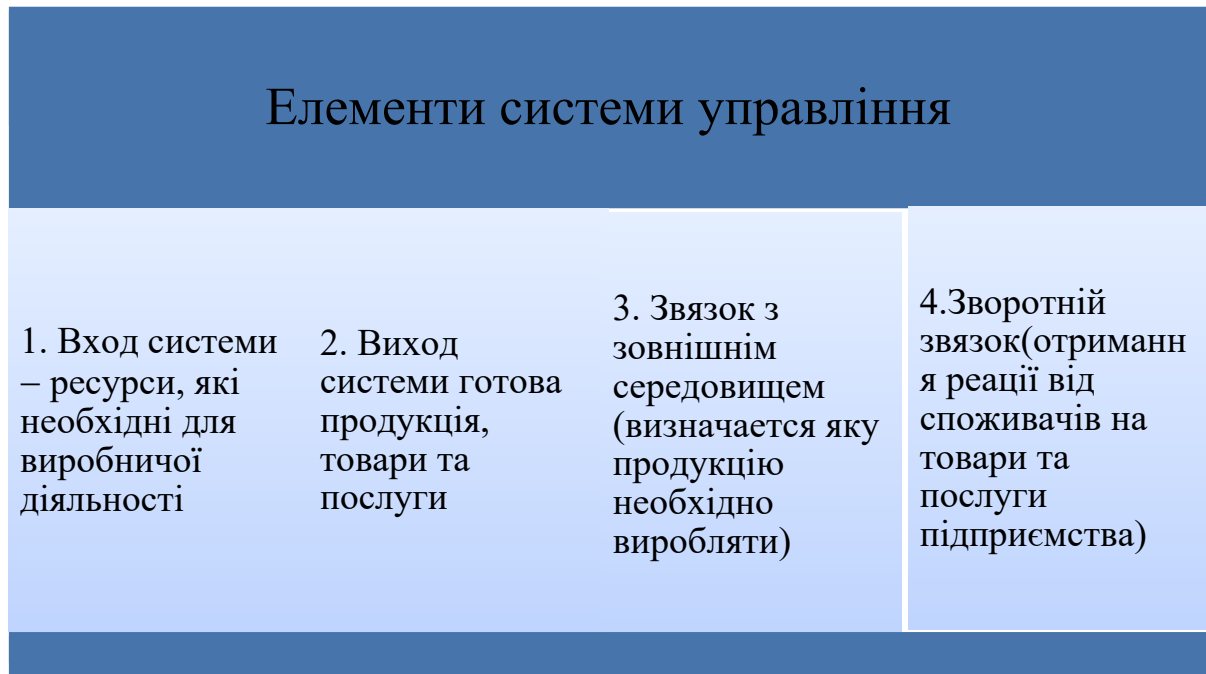 Елементи системи управління
1. Вход системи
– ресурси, які
необхідні для
виробничої
діяльності
2. Виход
системи готова
продукція,
товари та
послуги
3. Звязок з
зовнішнім
середовищем
(визначается яку
продукцію
необхідно
виробляти)
4.Зворотній
звязок(отриманн
я реації від
споживачів на
товари та
послуги
підприємства)